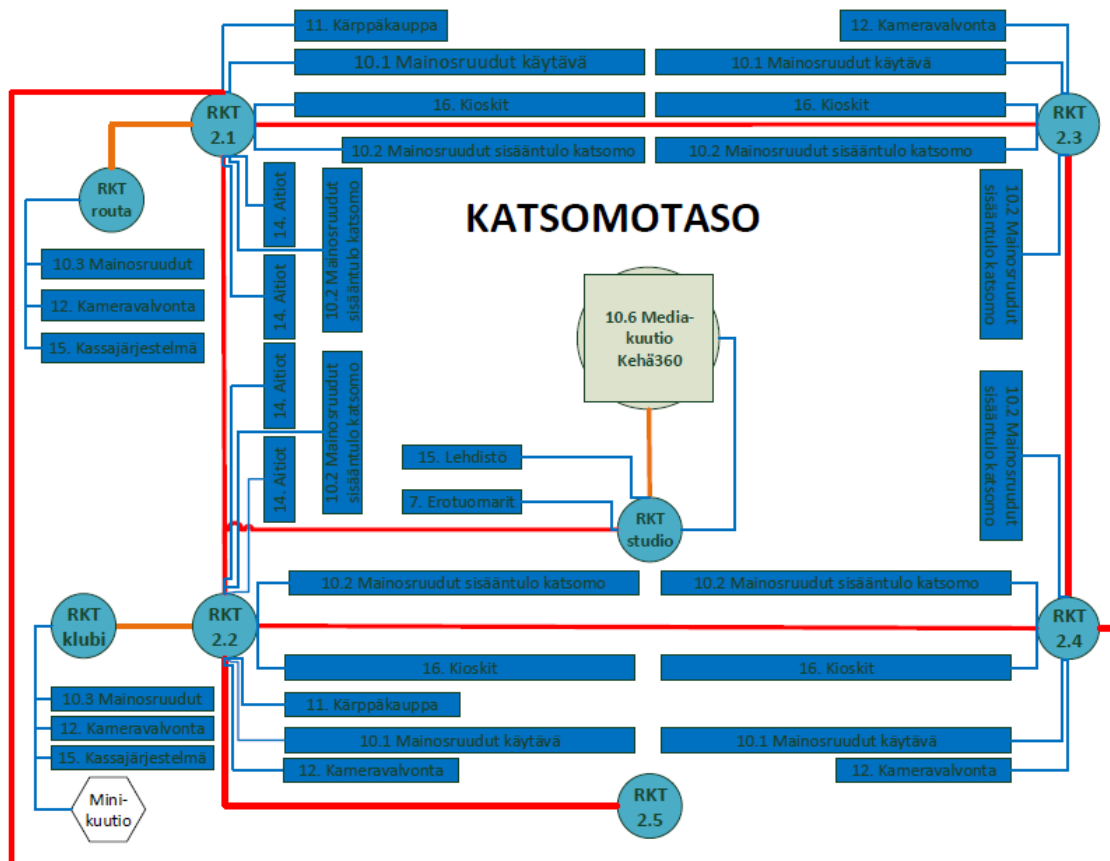 11. Kärppäkauppa
12. Kameravalvonta
10.1 Mainosruudut käytävä
10.1 Mainosruudut käytävä
RKT
2.1
16. Kioskit
16. Kioskit
RKT
2.3
10.2 Mainosruudut sisääntulo katsomo
10.2 Mainosruudut sisääntulo katsomo
RKT
routa
14. Aitiot
10.2 Mainosruudut
sisääntulo katsomo
KATSOMOTASO
10.2 Mainosruudut
sisääntulo katsomo
10.3 Mainosruudut
12. Kameravalvonta
15. Kassajärjestelmä
14. Aitiot
10.6 Media-
kuutio
Kehä360
14. Aitiot
10.2 Mainosruudut
sisääntulo katsomo
10.2 Mainosruudut
sisääntulo katsomo
14. Aitiot
15. Lehdistö
7. Erotuomarit
RKT
studio
RKT
klubi
RKT
2.2
10.2 Mainosruudut sisääntulo katsomo
10.2 Mainosruudut sisääntulo katsomo
RKT
2.4
16. Kioskit
16. Kioskit
10.3 Mainosruudut
11. Kärppäkauppa
12. Kameravalvonta
10.1 Mainosruudut käytävä
10.1 Mainosruudut käytävä
15. Kassajärjestelmä
12. Kameravalvonta
12. Kameravalvonta
Mini-
kuutio
RKT
2.5